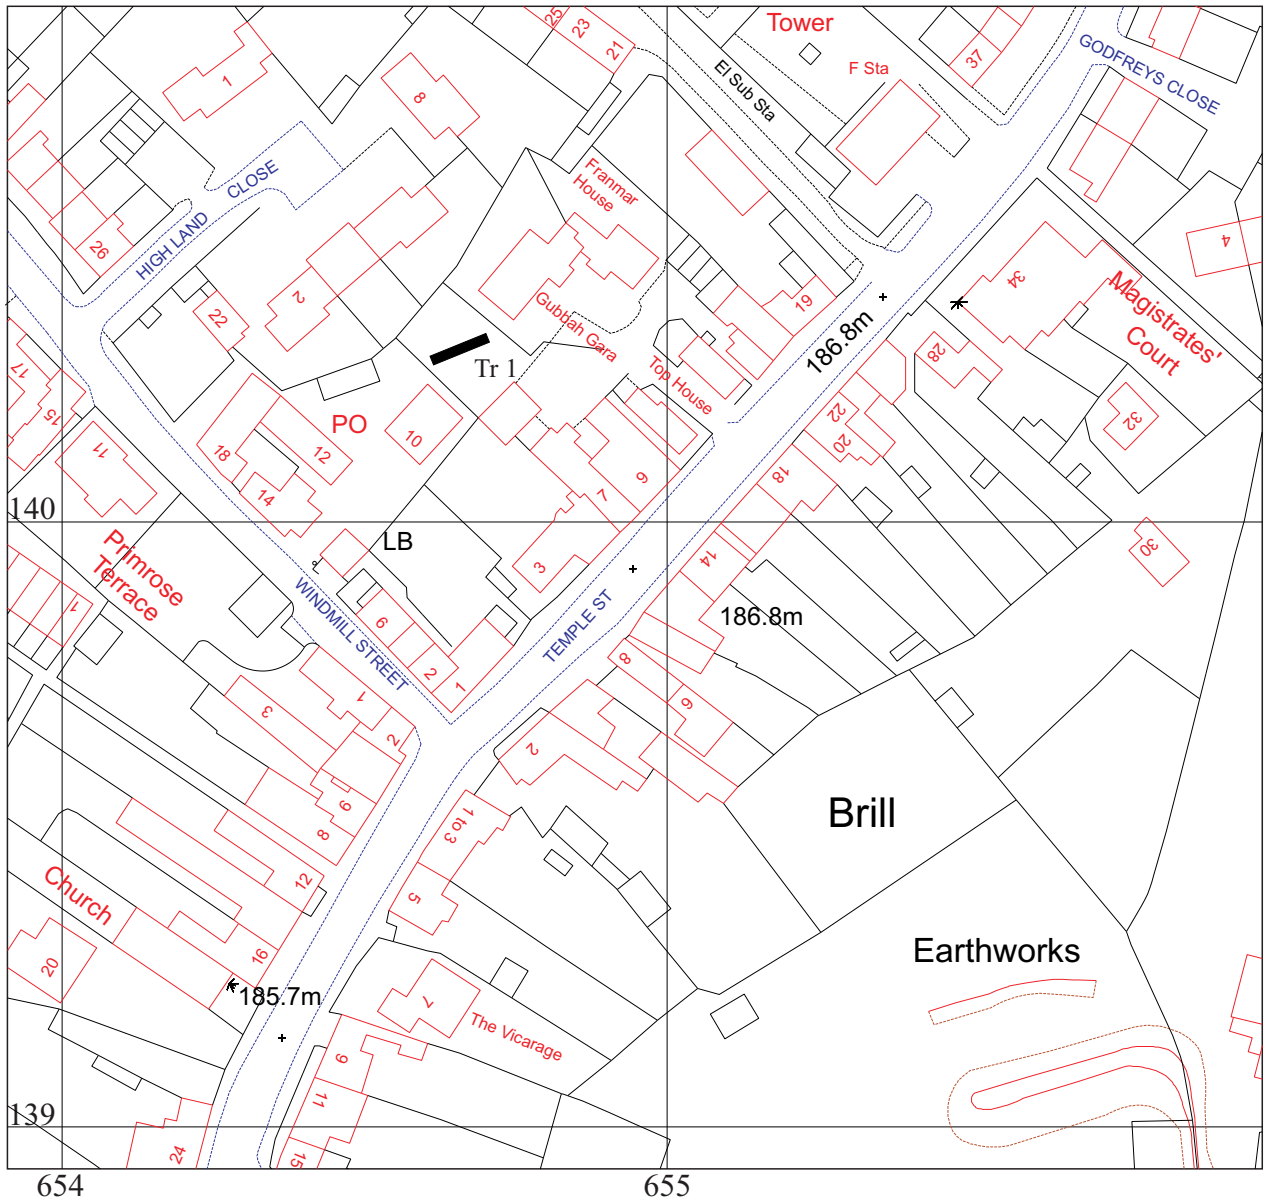 25
23
21
Tower
F Sta
37
GODFREYS CLOSE
El Sub Sta
1
8
Franmar
House
HIGH LAND
CLOSE
26
2
22
4
34
Magistrates'
Court
Gubbah Gara
19
186.8m
28
Tr 1
Top House
17
15
PO
10
22
20
32
11
18
12
14
9
7
18
140
LB
3
14
30
Primrose
Terrace
1
WINDMILL STREET
6
2
1
TEMPLE ST
186.8m
8
6
3
1
2
2
6
8
1 to 3
Brill
Church
12
5
16
20
Earthworks
185.7m
7
The Vicarage
9
11
139
24
15
654
655